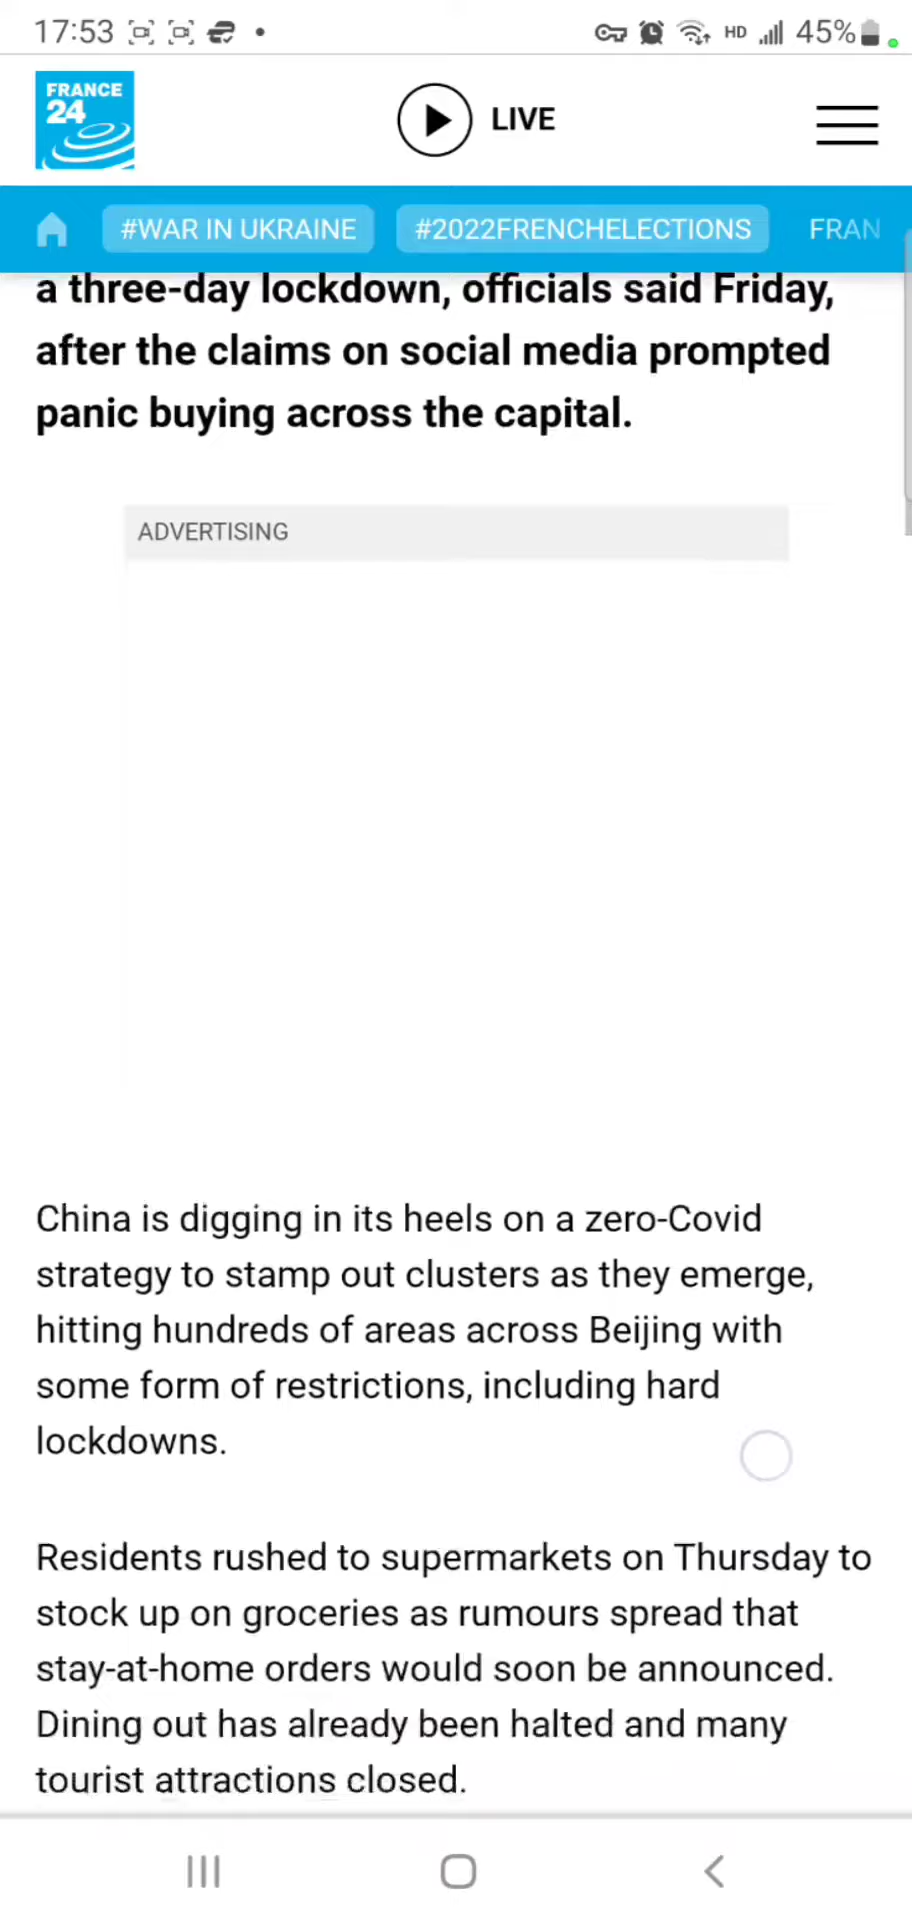 17:53
HD
45%
FRANCE
24
LIVE
#WAR IN UKRAINE
#2022FRENCHELECTIONS
FRAN
a three-day lockdown, officials said Friday,
after the claims on social media prompted
panic buying across the capital.
ADVERTISING
China is digging in its heels on a zero-Covid
strategy to stamp out clusters as they emerge,
hitting hundreds of areas across Beijing with
some form of restrictions, including hard
lockdowns.
Residents rushed to supermarkets on Thursday to
stock up on groceries as rumours spread that
stay-at-home orders would soon be announced.
Dining out has already been halted and many
tourist attractions closed.